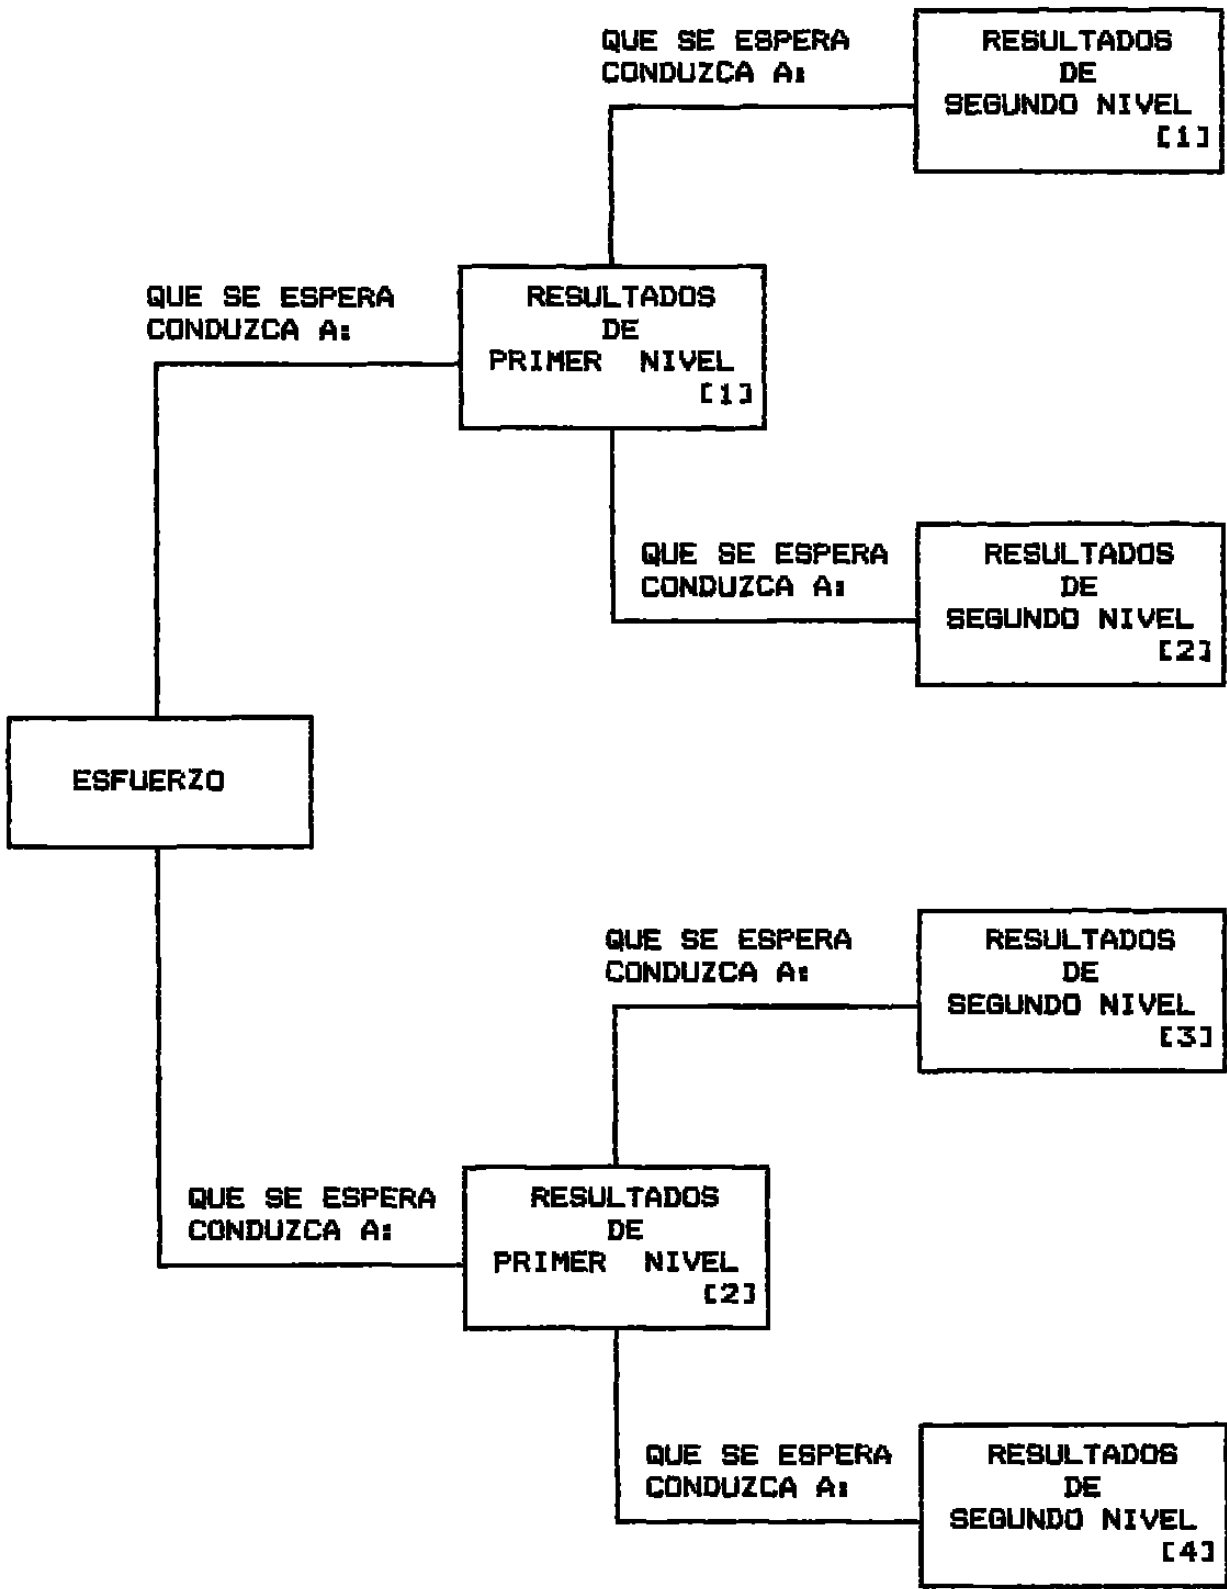 QUE SE ESPERA
CONDUZCA A:
RESULTADOS
DE
SEGUNDO NIVEL
[1]
QUE SE ESPERA
CONDUZCA A:
RESULTADOS
DE
PRIMER NIVEL
[1]
QUE SE ESPERA
CONDUZCA A:
RESULTADOS
DE
SEGUNDO NIVEL
[2]
ESFUERZO
QUE SE ESPERA
CONDUZCA A:
RESULTADOS
DE
SEGUNDO NIVEL
[3]
QUE SE ESPERA
CONDUZCA A:
RESULTADOS
DE
PRIMER NIVEL
[2]
QUE SE ESPERA
CONDUZCA A:
RESULTADOS
DE
SEGUNDO NIVEL
[4]